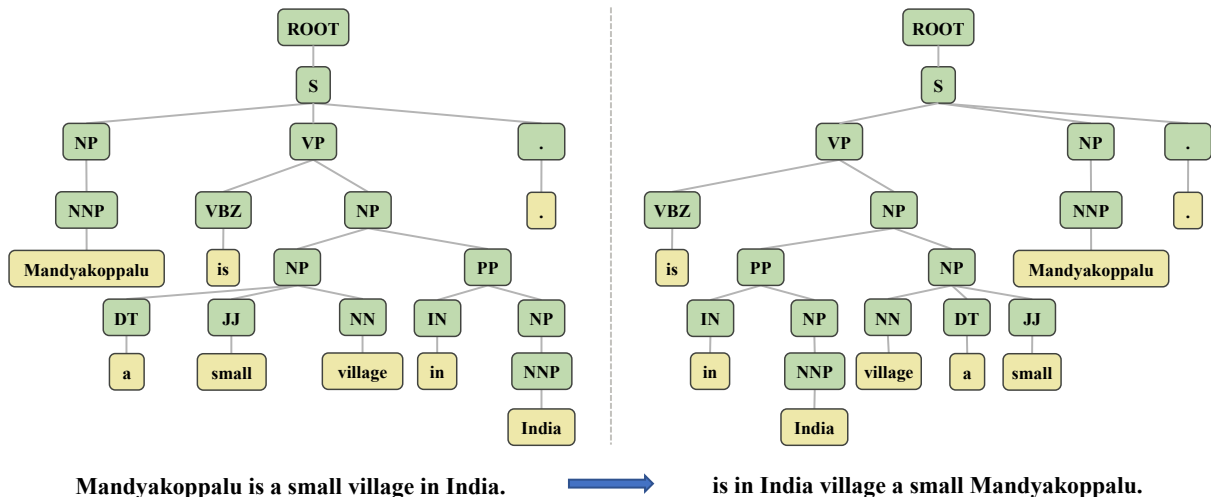 ROOT
S
NP VP .
NNP VBZ NP .
Mandyakoppalu is NP PP
DT JJ NN IN NP
a small village in NNP
India
ROOT
S
VP NP .
VBZ NP NNP .
is PP NP Mandyakoppalu
IN NP NN DT JJ
in NNP village a small
India
Mandyakoppalu is a small village in India.
is in India village a small Mandyakoppalu.